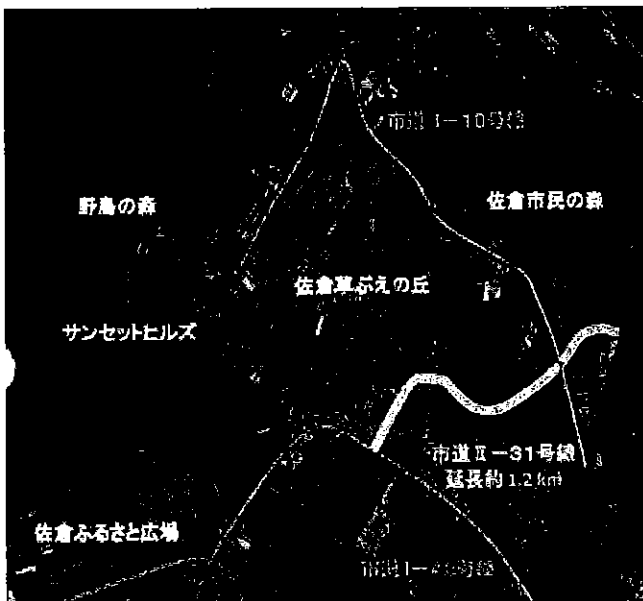 市道Ⅰ-10号線
野鳥の森
佐倉市民の森
佐倉草ぶえの丘
サンセットヒルズ
市道Ⅱ-31号線
延長約1.2km
佐倉ふるさと広場